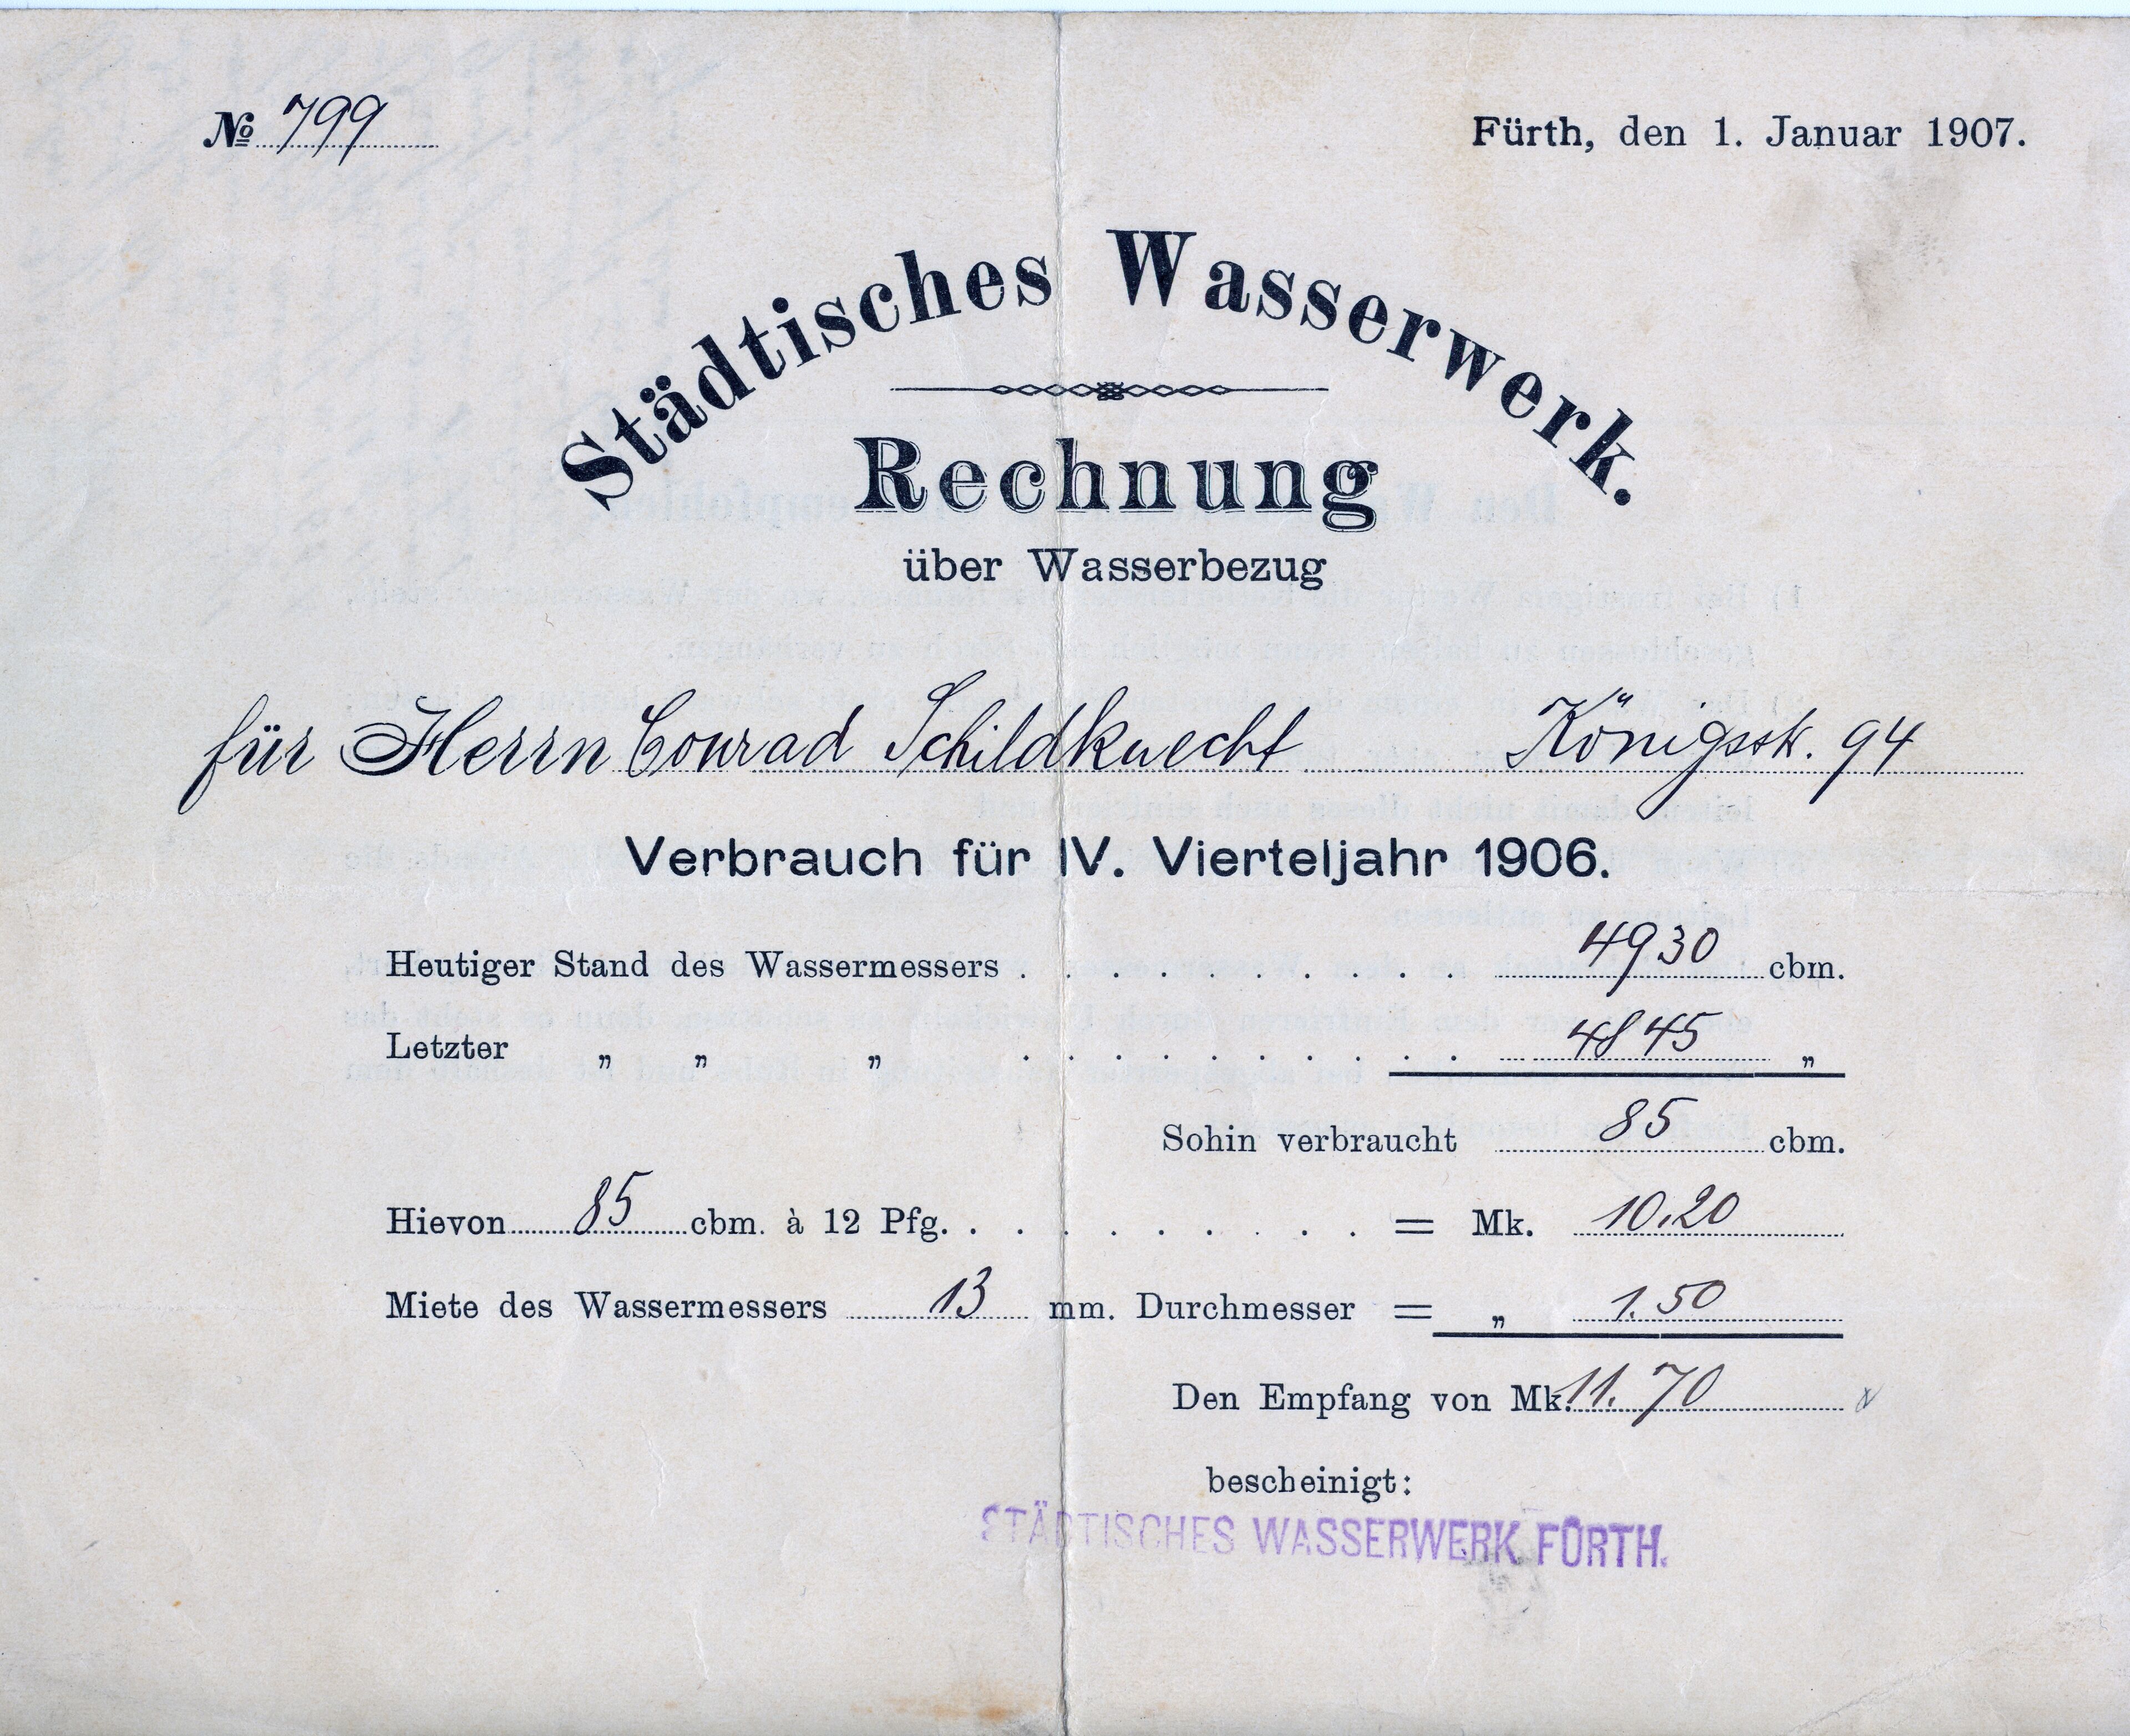 № 799
Fürth, den 1. Januar 1907.
Städtisches Wasserwerk.
Rechnung
über Wasserbezug
für Herrn Conrad Schildknecht Königsstr. 94
Verbrauch für IV. Vierteljahr 1906.
Heutiger Stand des Wassermessers . . . . . . . . . . 4930 cbm.
Letzter „ „ „ . . . . . . . . . . 4845 „
Sohin verbraucht 85 cbm.
Hievon 85 cbm. à 12 Pfg. . . . . . . . . . = Mk. 10.20
Miete des Wassermessers 13 mm. Durchmesser = „ 1.50
Den Empfang von Mk. 11.70
bescheinigt:
STÄDTISCHES WASSERWERK FÜRTH.